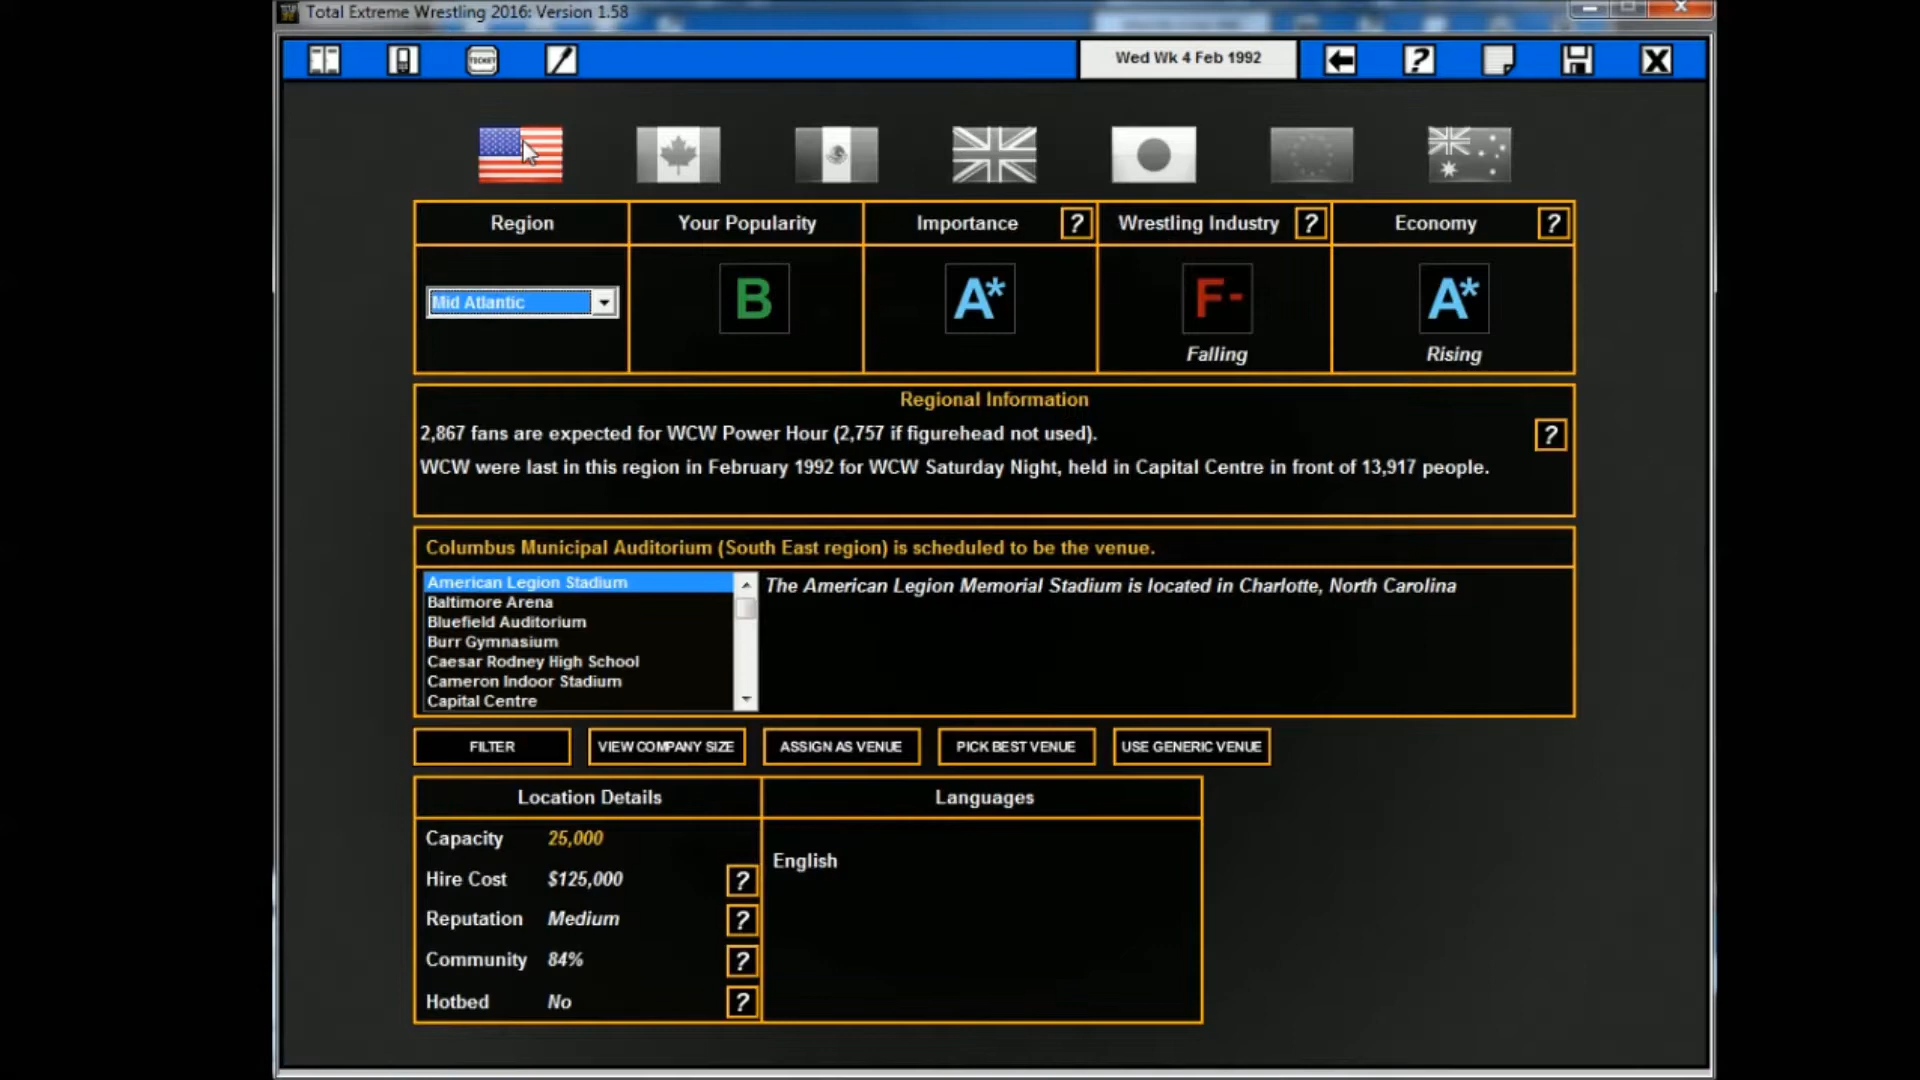 Total Extreme Wrestling 2016: Version 1.58
TICKET
Wed Wk 4 Feb 1992
?
Region
Your Popularity
Importance ?
Wrestling Industry ?
Economy ?
Mid Atlantic
B
A*
F-
Falling
A*
Rising
Regional Information
2,867 fans are expected for WCW Power Hour (2,757 if figurehead not used).
?
WCW were last in this region in February 1992 for WCW Saturday Night, held in Capital Centre in front of 13,917 people.
Columbus Municipal Auditorium (South East region) is scheduled to be the venue.
American Legion Stadium
Baltimore Arena
Bluefield Auditorium
Burr Gymnasium
Caesar Rodney High School
Cameron Indoor Stadium
Capital Centre
The American Legion Memorial Stadium is located in Charlotte, North Carolina
FILTER
VIEW COMPANY SIZE
ASSIGN AS VENUE
PICK BEST VENUE
USE GENERIC VENUE
Location Details
Capacity 25,000
Hire Cost $125,000 ?
Reputation Medium ?
Community 84% ?
Hotbed No ?
Languages
English